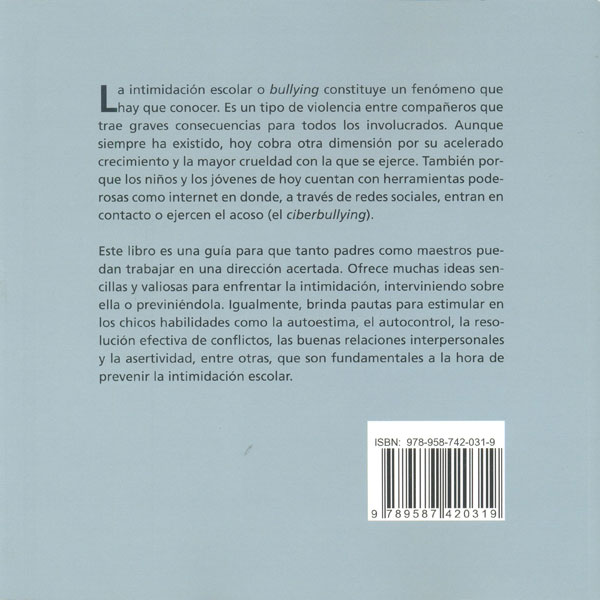 La intimidación escolar o bullying constituye un fenómeno que
hay que conocer. Es un tipo de violencia entre compañeros que
trae graves consecuencias para todos los involucrados. Aunque
siempre ha existido, hoy cobra otra dimensión por su acelerado
crecimiento y la mayor crueldad con la que se ejerce. También por-
que los niños y los jóvenes de hoy cuentan con herramientas pode-
rosas como internet en donde, a través de redes sociales, entran en
contacto o ejercen el acoso (el ciberbullying).
Este libro es una guía para que tanto padres como maestros pue-
dan trabajar en una dirección acertada. Ofrece muchas ideas sen-
cillas y valiosas para enfrentar la intimidación, interviniendo sobre
ella o previniéndola. Igualmente, brinda pautas para estimular en
los chicos habilidades como la autoestima, el autocontrol, la reso-
lución efectiva de conflictos, las buenas relaciones interpersonales
y la asertividad, entre otras, que son fundamentales a la hora de
prevenir la intimidación escolar.
ISBN: 978-958-742-031-9
9 789587 420319